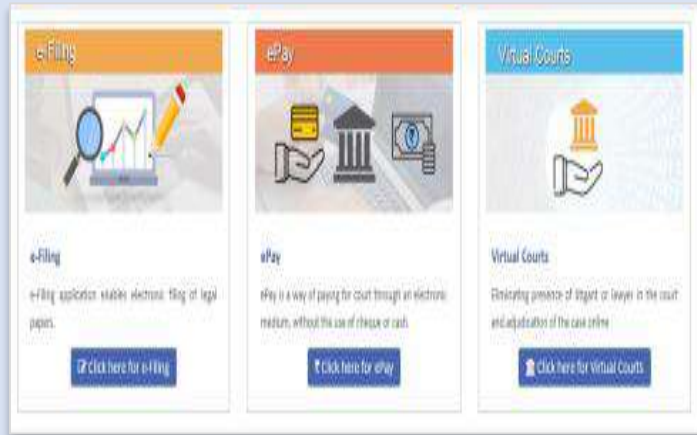 e-Filing
ePay
Virtual Courts
e-Filing
e-Filing application enables electronic filing of legal
papers.
Click here for e-Filing
ePay
ePay is a way of paying for court through an electronic
medium, without the use of cheque or cash.
₹ Click here for ePay
Virtual Courts
Eliminating presence of litigant or lawyer in the court
and adjudication of the case online
Click here for Virtual Courts